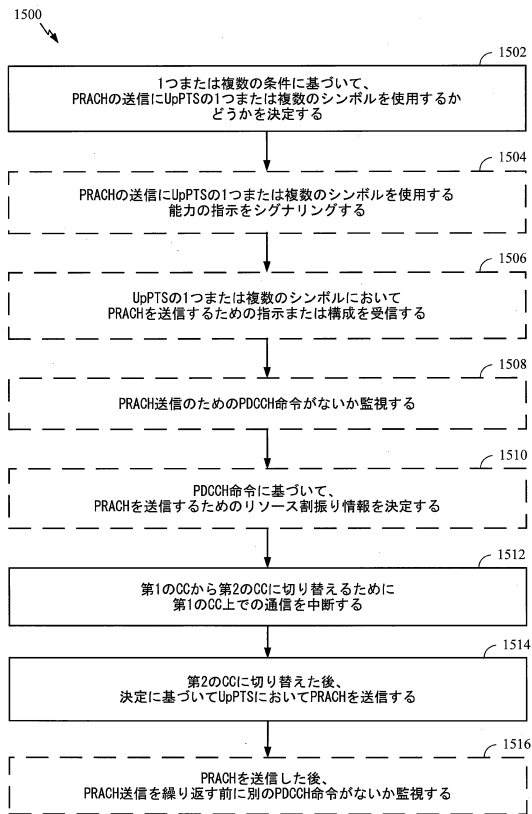 1500
1502
1つまたは複数の条件に基づいて、
PRACHの送信にUpPTSの1つまたは複数のシンボルを使用するか
どうかを決定する
1504
PRACHの送信にUpPTSの1つまたは複数のシンボルを使用する
能力の指示をシグナリングする
1506
UpPTSの1つまたは複数のシンボルにおいて
PRACHを送信するための指示または構成を受信する
1508
PRACH送信のためのPDCCH命令がないか監視する
1510
PDCCH命令に基づいて、
PRACHを送信するためのリソース割振り情報を決定する
1512
第1のCCから第2のCCに切り替えるために
第1のCC上での通信を中断する
1514
第2のCCに切り替えた後、
決定に基づいてUpPTSにおいてPRACHを送信する
1516
PRACHを送信した後、
PRACH送信を繰り返す前に別のPDCCH命令がないか監視する